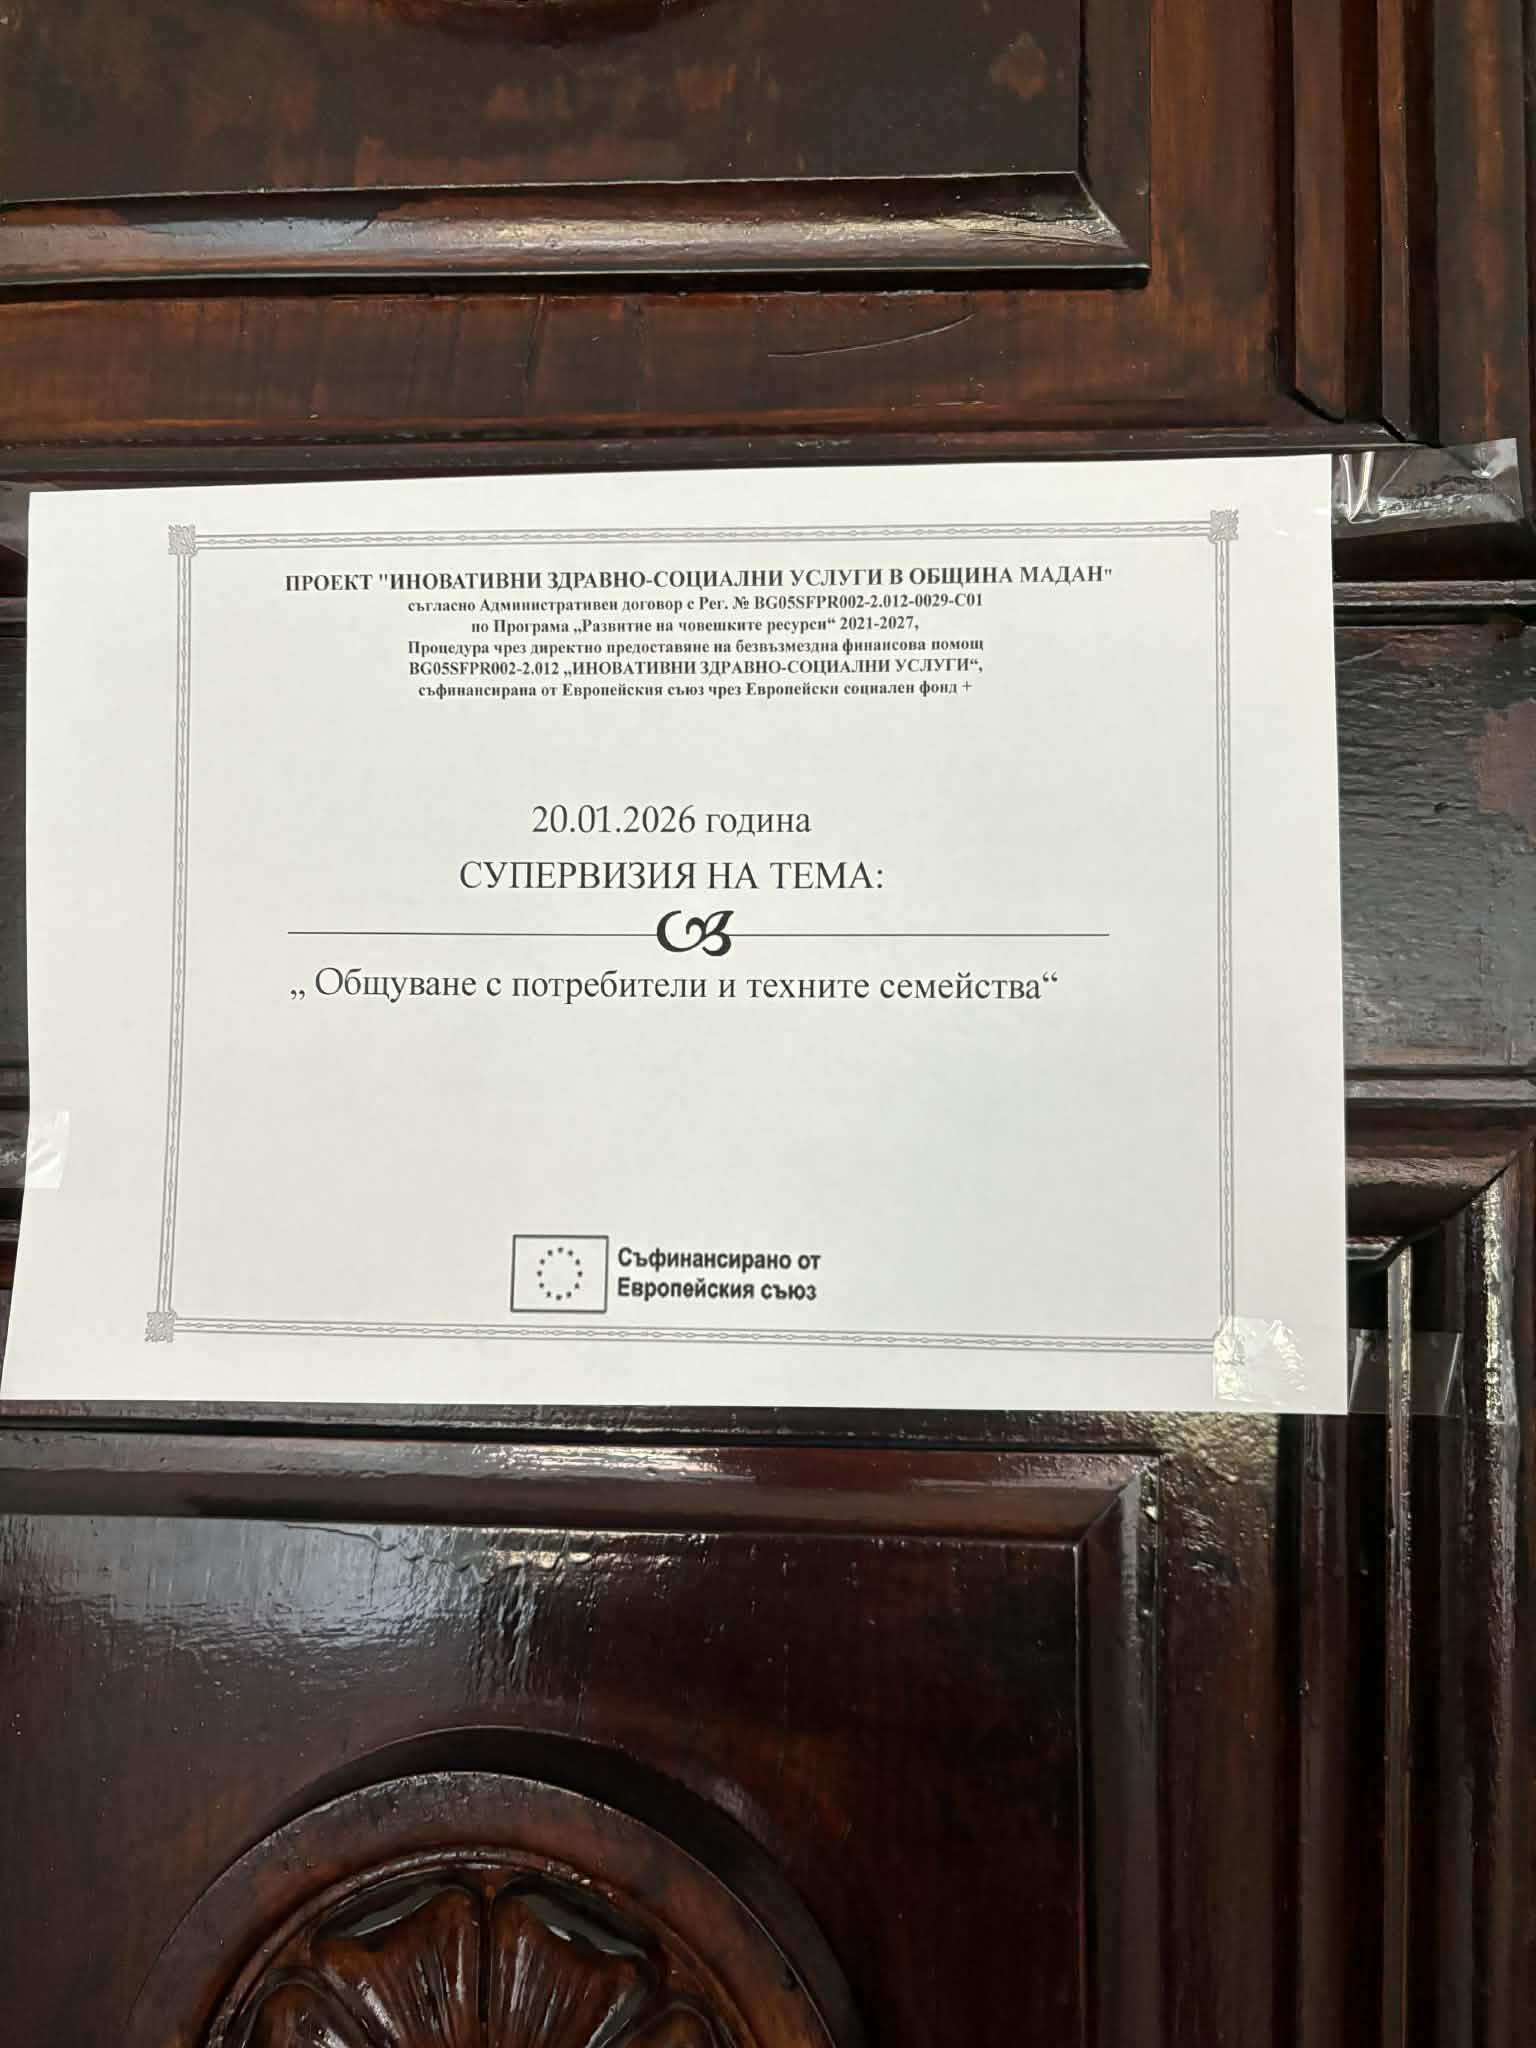 ПРОЕКТ "ИНОВАТИВНИ ЗДРАВНО-СОЦИАЛНИ УСЛУГИ В ОБЩИНА МАДАН"
съгласно Административен договор с Рег. № BG05SFPR002-2.012-0029-C01
по Програма „Развитие на човешките ресурси“ 2021-2027,
Процедура чрез директно предоставяне на безвъзмездна финансова помощ
BG05SFPR002-2.012 „ИНОВАТИВНИ ЗДРАВНО-СОЦИАЛНИ УСЛУГИ“,
съфинансирана от Европейския съюз чрез Европейски социален фонд +
20.01.2026 година
СУПЕРВИЗИЯ НА ТЕМА:
„ Общуване с потребители и техните семейства“
Съфинансирано от
Европейския съюз